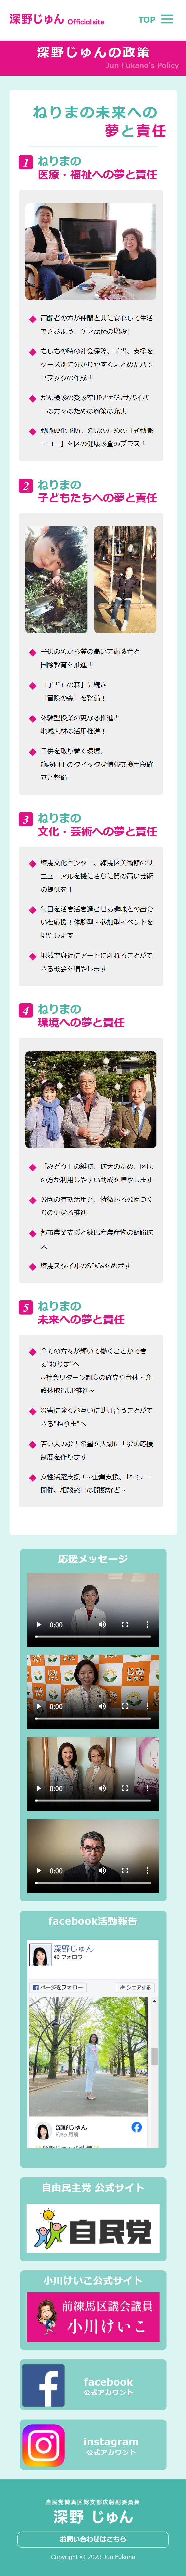 深野じゅん Official site
TOP
深野じゅんの政策
Jun Fukano's Policy
ねりまの未来への
夢と責任
1 ねりまの
医療・福祉への夢と責任
高齢者の方が仲間と共に安心して生活
できるよう、ケアcafeの増設!
もしもの時の社会保障、手当、支援を
ケース別に分かりやすくまとめたハン
ドブックの作成！
がん検診の受診率UPとがんサバイバ
ーの方々のための施策の充実
動脈硬化予防。発見のための「頸動脈
エコー」を区の健康診査のプラス！
2 ねりまの
子どもたちへの夢と責任
子供の頃から質の高い芸術教育と
国際教育を推進！
「子どもの森」に続き
「冒険の森」を整備！
体験型授業の更なる推進と
地域人材の活用推進！
子供を取り巻く環境、
施設同士のクイックな情報交換手段確
立と整備
3 ねりまの
文化・芸術への夢と責任
練馬文化センター、練馬区美術館のリ
ニューアルを機にさらに質の高い芸術
の提供を！
毎日を活き活き過ごせる趣味との出会
いを応援！体験型・参加型イベントを
増やします
地域で身近にアートに触れることがで
きる機会を増やします
4 ねりまの
環境への夢と責任
「みどり」の維持、拡大のため、区民
の方が利用しやすい助成を増やします
公園の有効活用と、特徴ある公園づく
りの更なる推進
都市農業支援と練馬産農産物の販路拡
大
練馬スタイルのSDGsをめざす
5 ねりまの
未来への夢と責任
全ての方々が輝いて働くことができ
る"ねりま"へ
~社会リターン制度の確立や育休・介
護休取得UP推進~
災害に強くお互いに助け合うことがで
きる"ねりま"へ
若い人の夢と希望を大切に！夢の応援
制度を作ります
女性活躍支援！~企業支援、セミナー
開催、相談窓口の開設など~
応援メッセージ
0:00
じみ
0:00
0:00
0:00
facebook活動報告
深野じゅん
40 フォロワー
ページをフォロー
シェアする
深野じゅん
自由民主党 公式サイト
自民党
小川けいこ公式サイト
前練馬区議会議員
小川けいこ
facebook
公式アカウント
instagram
公式アカウント
自民党練馬区総支部広報副委員長
深野 じゅん
お問い合わせはこちら
Copyright © 2023 Jun Fukano